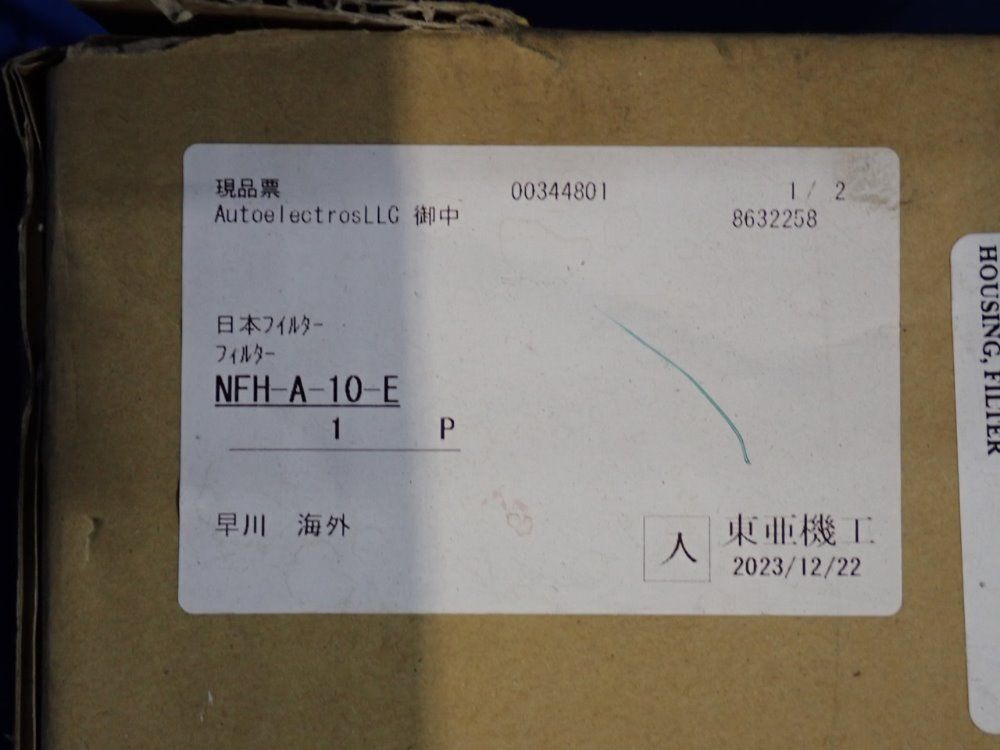 現品票 00344801 1 / 2
AutoelectrosLLC 御中 8632258
日本フィルター
フィルター
NFH-A-10-E
1 P
早川 海外
入 東亜機工
2023/12/22
HOUSING, FILTER